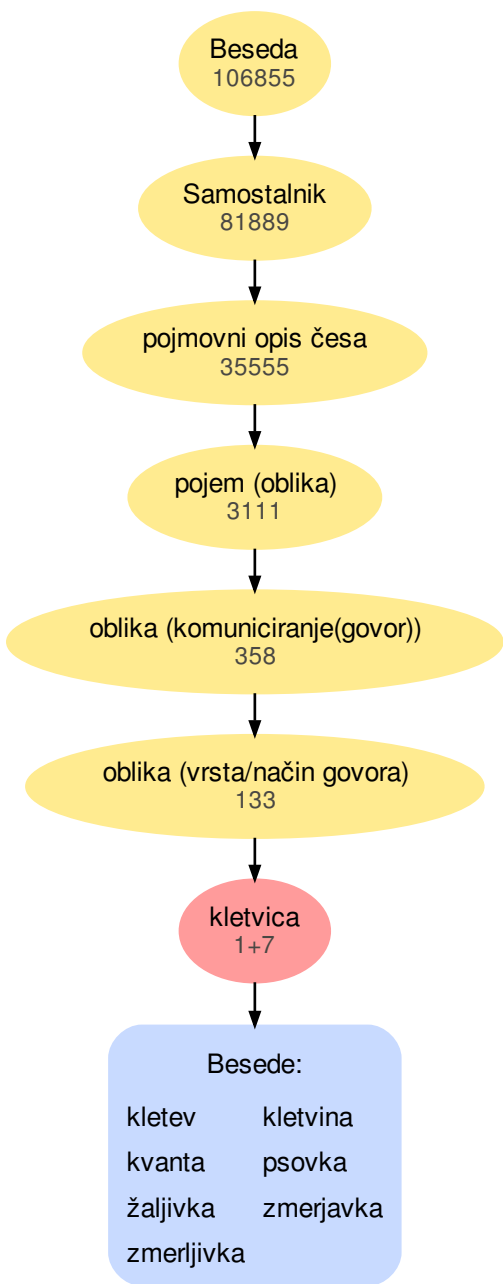 Beseda
106855
Samostalnik
81889
pojmovni opis česa
35555
pojem (oblika)
3111
oblika (komuniciranje(govor))
358
oblika (vrsta/način govora)
133
kletvica
1+7
Besede:
kletev kletvina
kvanta psovka
žaljivka zmerjavka
zmerljivka